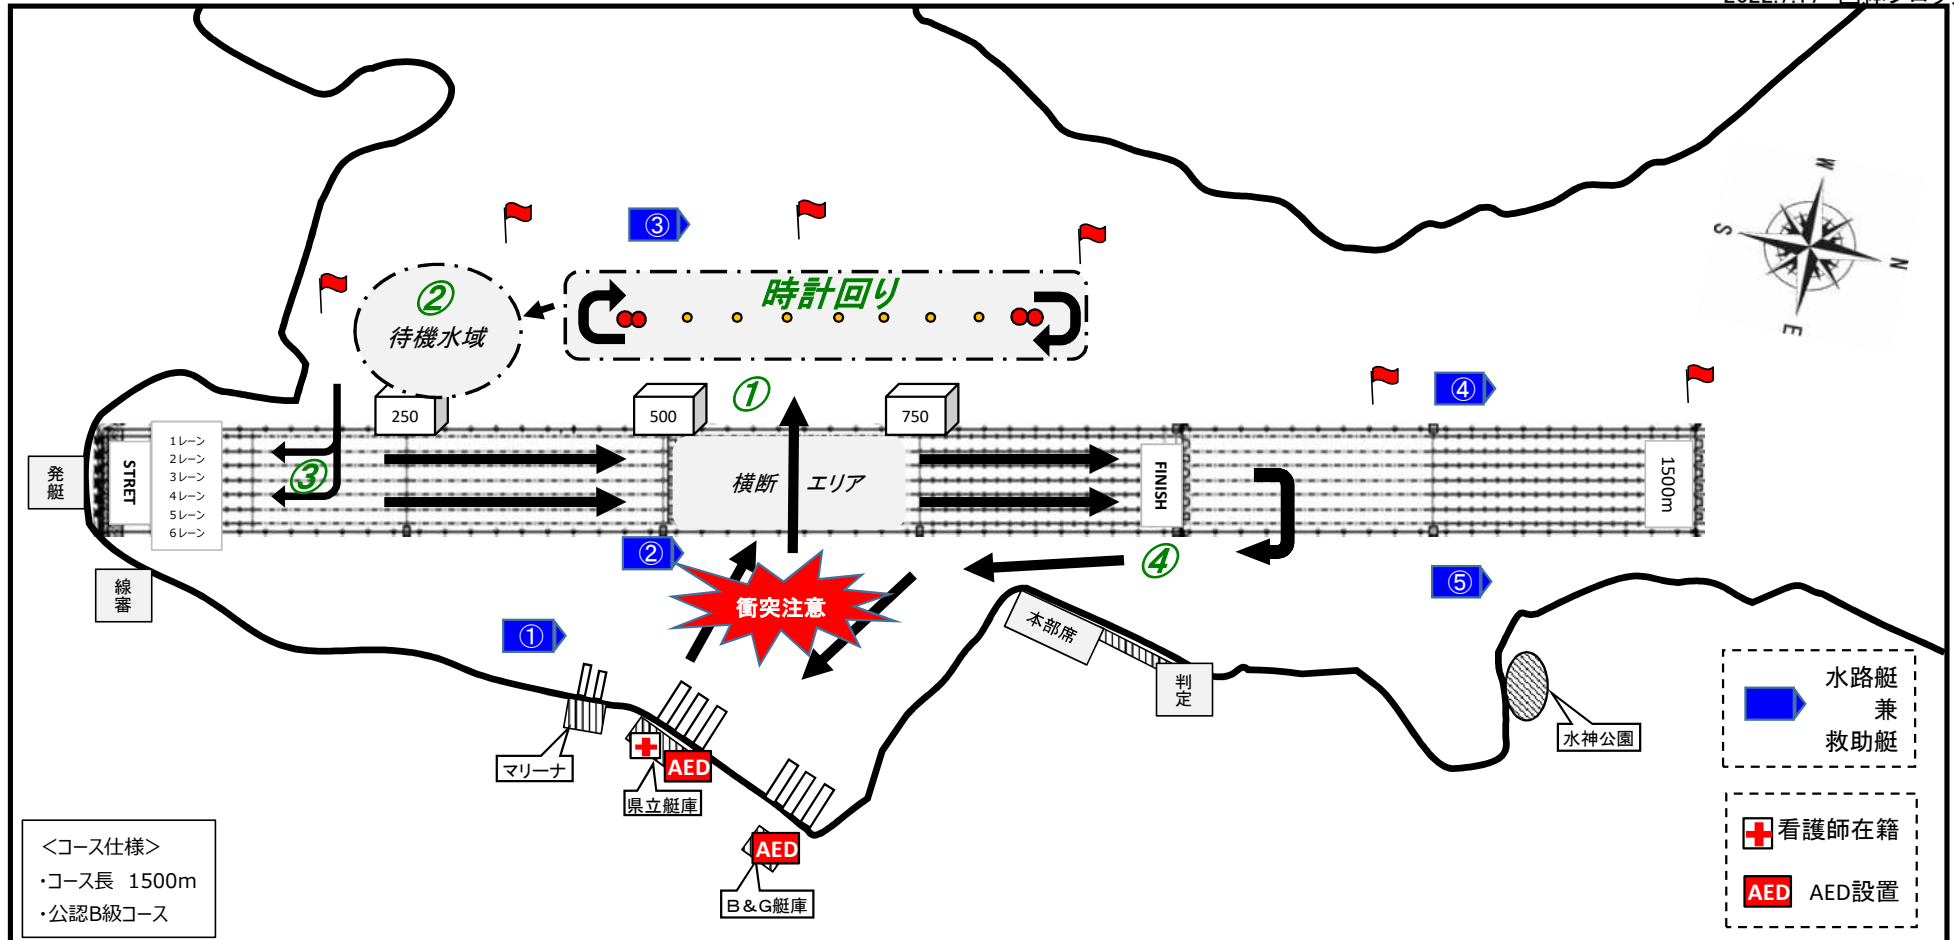 W
S
N
E
③
時計回り
②
待機水域
①
④
250
500
750
1レーン
2レーン
3レーン
4レーン
5レーン
6レーン
STRET
発艇
③
横断 エリア
FINISH
1500m
②
④
⑤
線審
衝突注意
①
本部席
判定
水神公園
マリーナ
AED
県立艇庫
AED
B&G艇庫
水路艇
兼
救助艇
看護師在籍
AED AED設置
<コース仕様>
・コース長 1500m
・公認B級コース